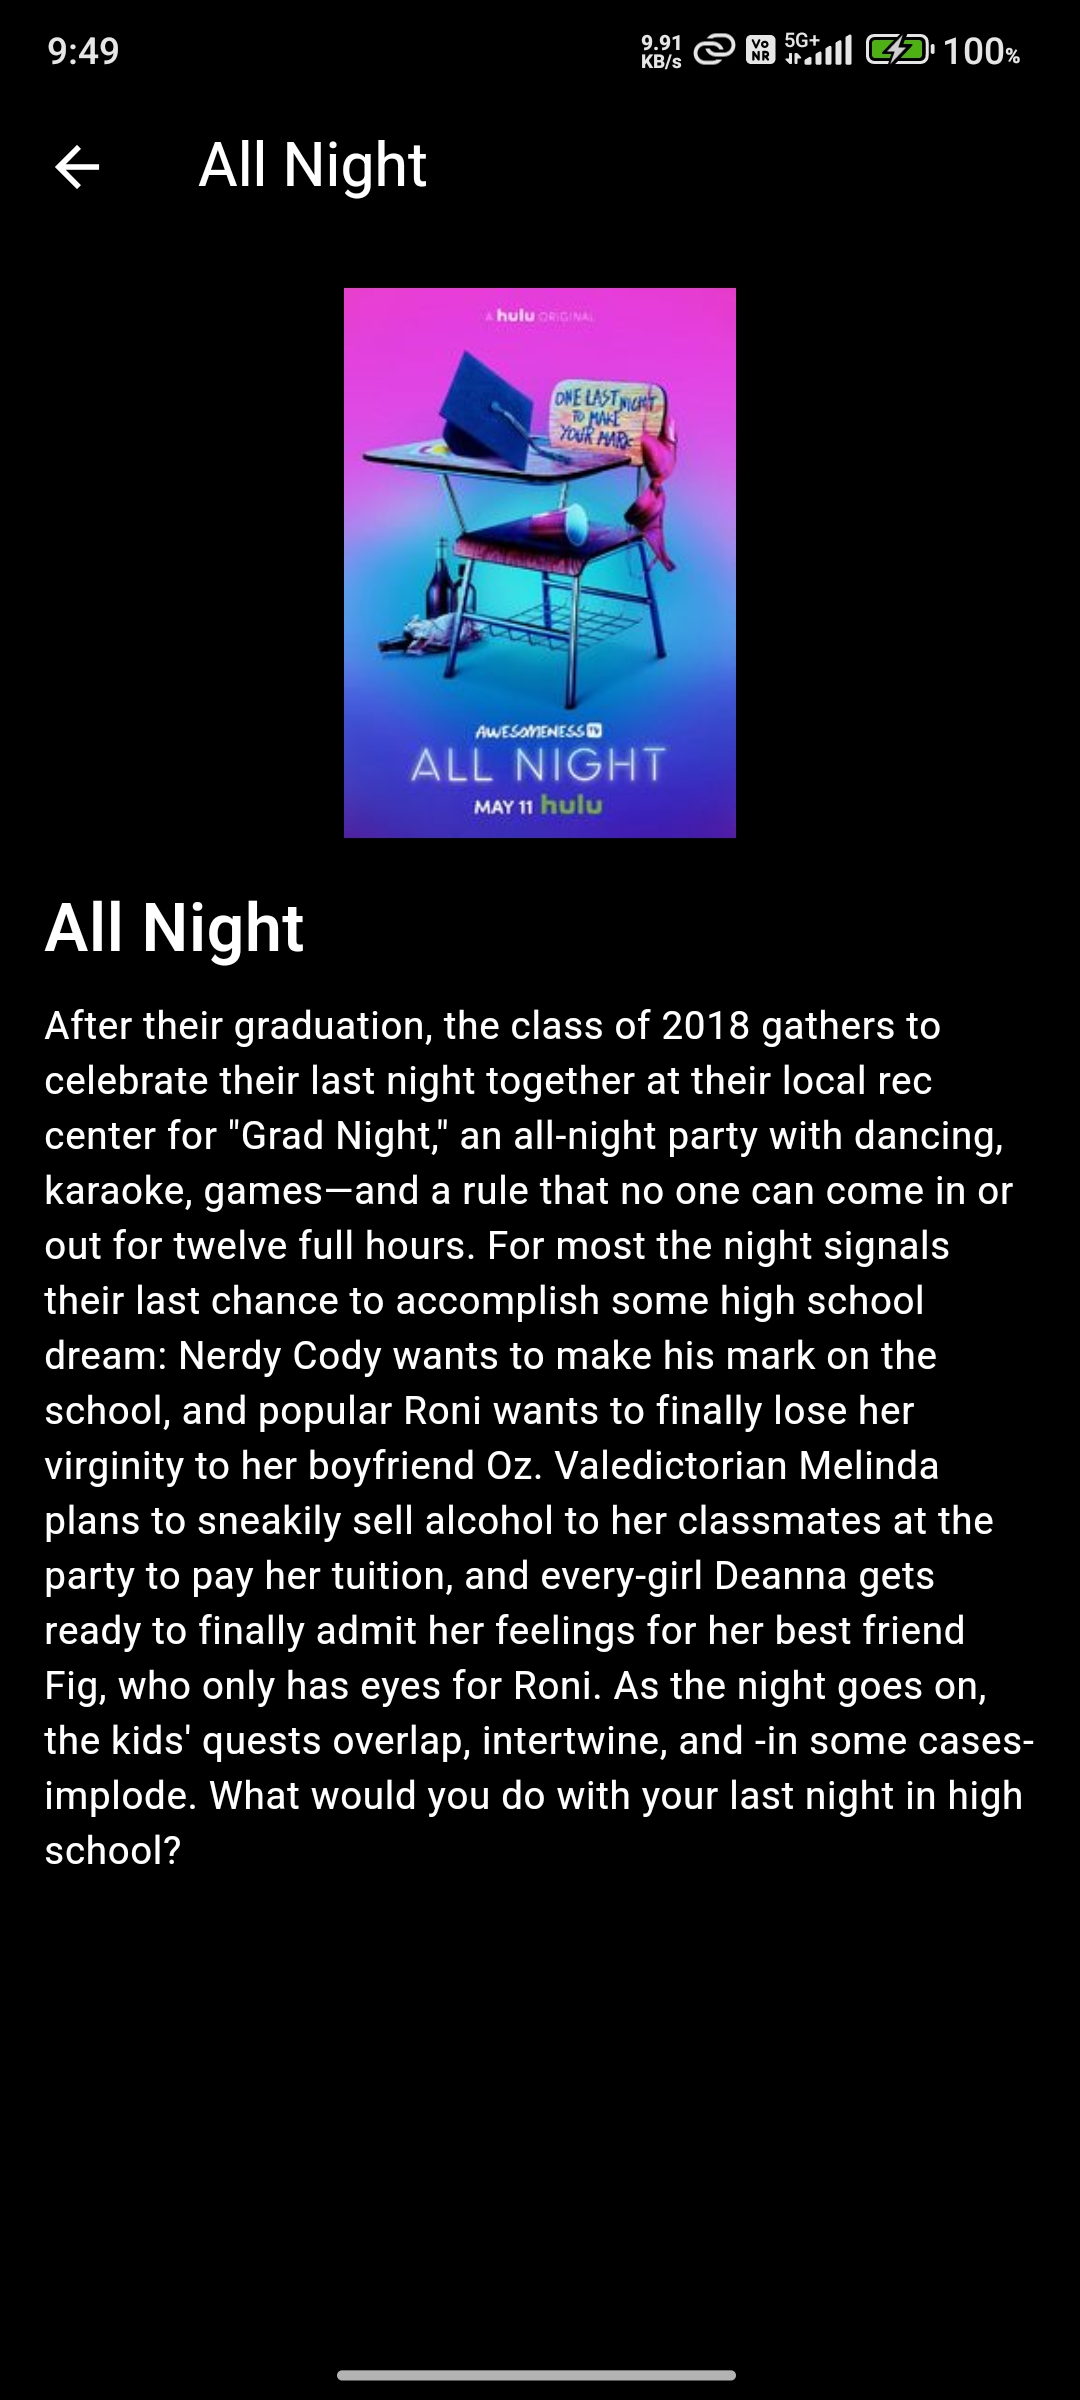 9:49
9.91
KB/s
Vo
NR
5G+
100%
All Night
A hulu ORIGINAL
ONE LAST NIGHT
TO MAKE
YOUR MARK
AWESOMENESS TV
ALL NIGHT
MAY 11 hulu
All Night
After their graduation, the class of 2018 gathers to
celebrate their last night together at their local rec
center for "Grad Night," an all-night party with dancing,
karaoke, games—and a rule that no one can come in or
out for twelve full hours. For most the night signals
their last chance to accomplish some high school
dream: Nerdy Cody wants to make his mark on the
school, and popular Roni wants to finally lose her
virginity to her boyfriend Oz. Valedictorian Melinda
plans to sneakily sell alcohol to her classmates at the
party to pay her tuition, and every-girl Deanna gets
ready to finally admit her feelings for her best friend
Fig, who only has eyes for Roni. As the night goes on,
the kids' quests overlap, intertwine, and -in some cases-
implode. What would you do with your last night in high
school?